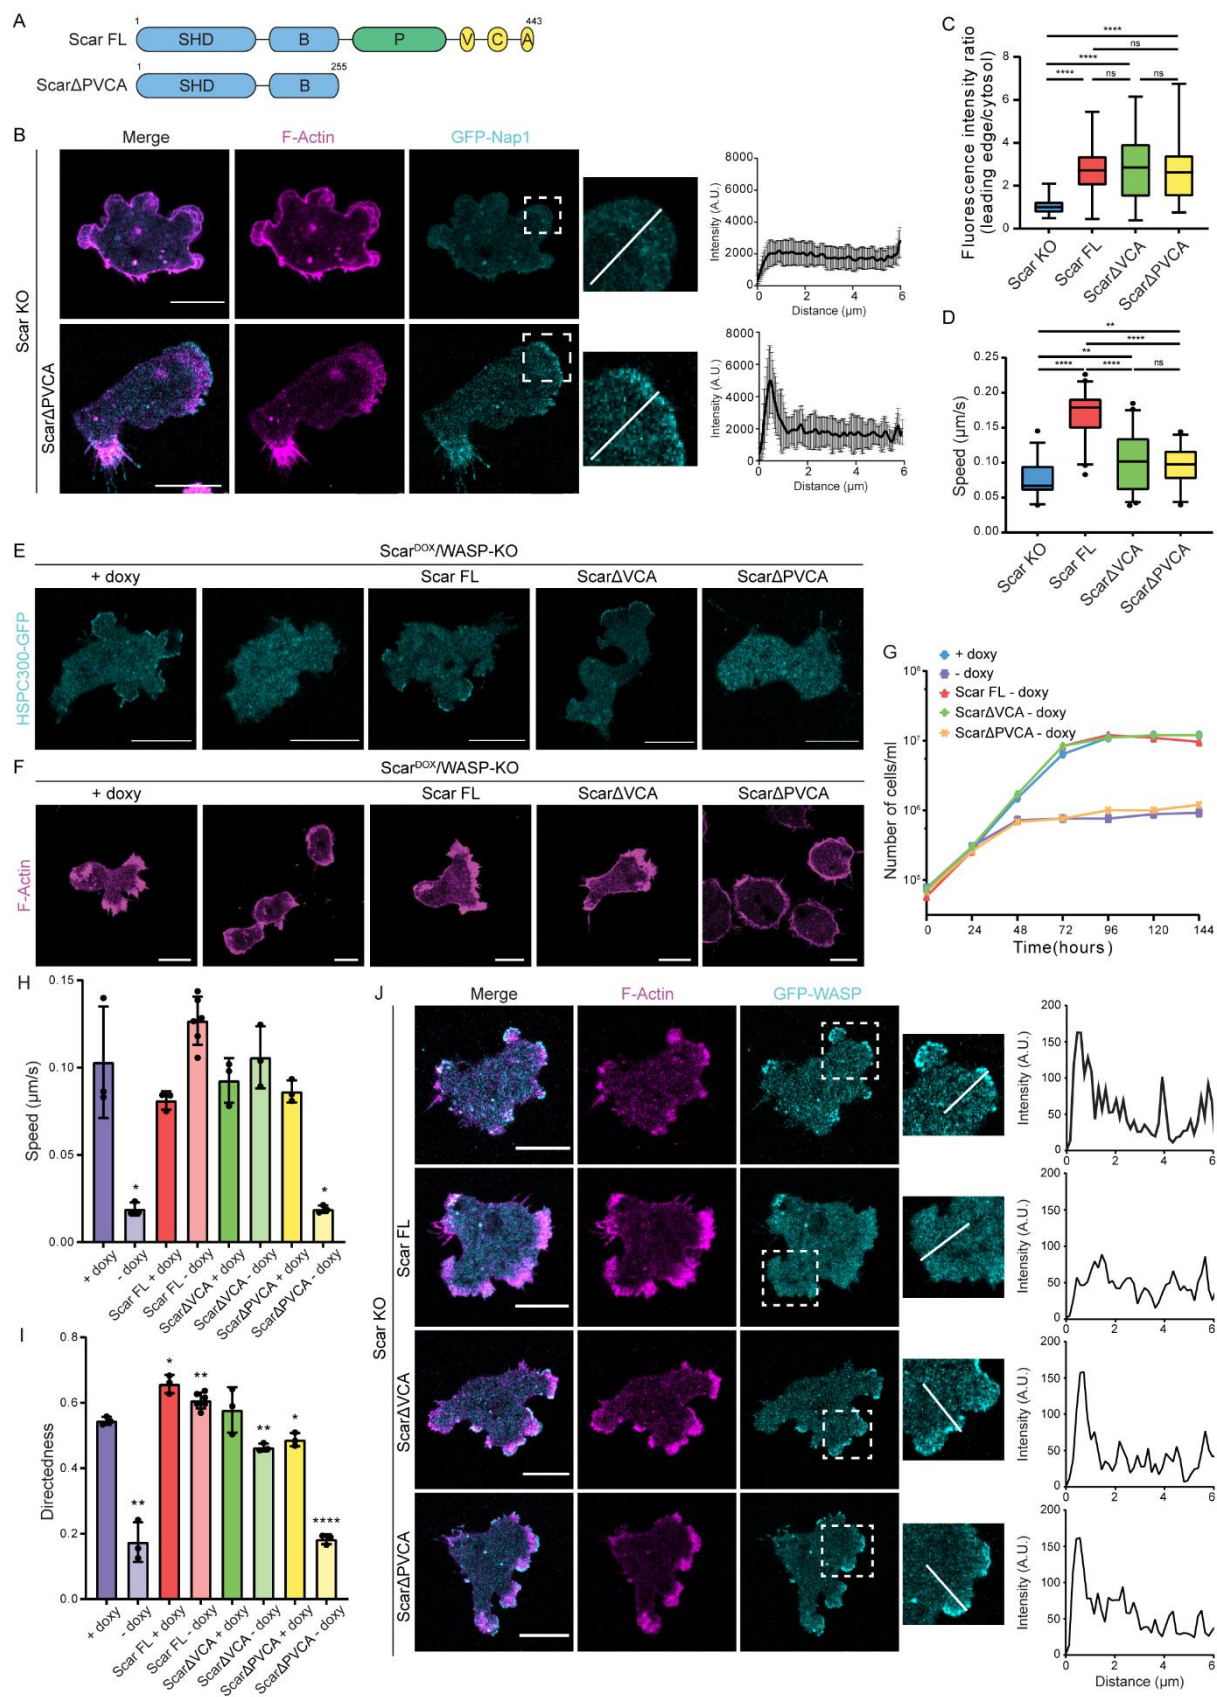 A
1
443
Scar FL
SHD
B
P
V
C
A
1
255
ScarΔPVCA
SHD
B
B
Merge
F-Actin
GFP-Nap1
Scar KO
ScarΔPVCA
Intensity (A.U.)
8000
6000
4000
2000
0
0
2
4
6
Distance (µm)
Intensity (A.U.)
8000
6000
4000
2000
0
0
2
4
6
Distance (µm)
C
Fluorescence intensity ratio
(leading edge/cytosol)
8
6
4
2
0
****
ns
****
****
ns
ns
Scar KO
Scar FL
ScarΔVCA
ScarΔPVCA
D
Speed (µm/s)
0.25
0.20
0.15
0.10
0.05
0.00
**
****
**
****
****
ns
Scar KO
Scar FL
ScarΔVCA
ScarΔPVCA
E
Scar^DOX/WASP-KO
+ doxy
Scar FL
ScarΔVCA
ScarΔPVCA
HSPC300-GFP
F
Scar^DOX/WASP-KO
+ doxy
Scar FL
ScarΔVCA
ScarΔPVCA
F-Actin
G
+ doxy
- doxy
Scar FL - doxy
ScarΔVCA - doxy
ScarΔPVCA - doxy
Number of cells/ml
10⁸
10⁷
10⁶
10⁵
0
24
48
72
96
120
144
Time(hours)
H
Speed (µm/s)
0.15
0.10
0.05
0.00
*
*
+ doxy
- doxy
Scar FL + doxy
Scar FL - doxy
ScarΔVCA + doxy
ScarΔVCA - doxy
ScarΔPVCA + doxy
ScarΔPVCA - doxy
I
Directedness
0.8
0.6
0.4
0.2
0.0
**
*
**
**
*
****
+ doxy
- doxy
Scar FL + doxy
Scar FL - doxy
ScarΔVCA + doxy
ScarΔVCA - doxy
ScarΔPVCA + doxy
ScarΔPVCA - doxy
J
Merge
F-Actin
GFP-WASP
Scar KO
Scar FL
ScarΔVCA
ScarΔPVCA
Intensity (A.U.)
200
150
100
50
0
0
2
4
6
Intensity (A.U.)
200
150
100
50
0
0
2
4
6
Intensity (A.U.)
200
150
100
50
0
0
2
4
6
Intensity (A.U.)
200
150
100
50
0
0
2
4
6
Distance (µm)